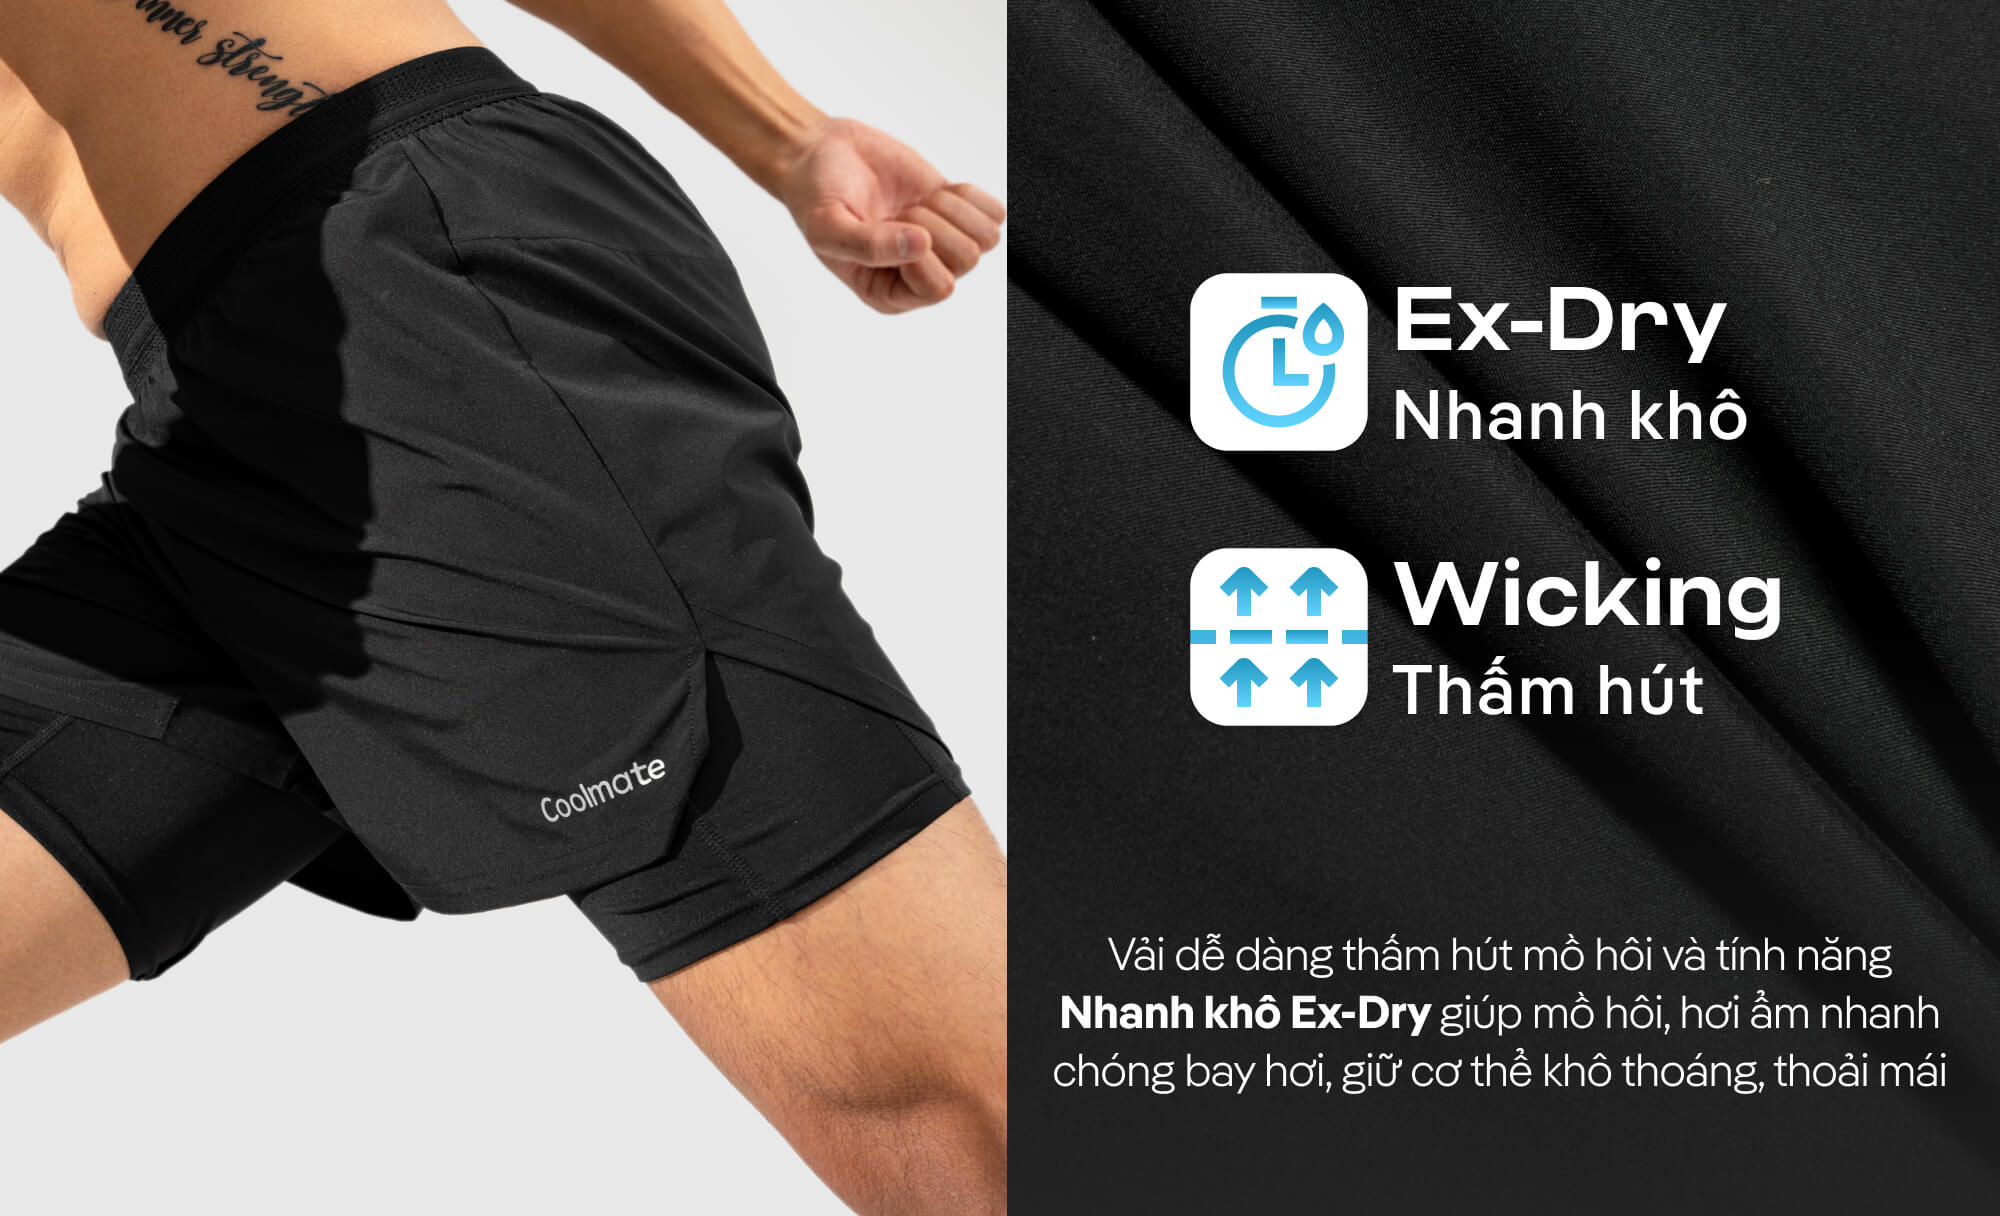 inner strength
Coolmate
Ex-Dry
Nhanh khô
Wicking
Thấm hút
Vải dễ dàng thấm hút mồ hôi và tính năng
Nhanh khô Ex-Dry giúp mồ hôi, hơi ẩm nhanh
chóng bay hơi, giữ cơ thể khô thoáng, thoải mái